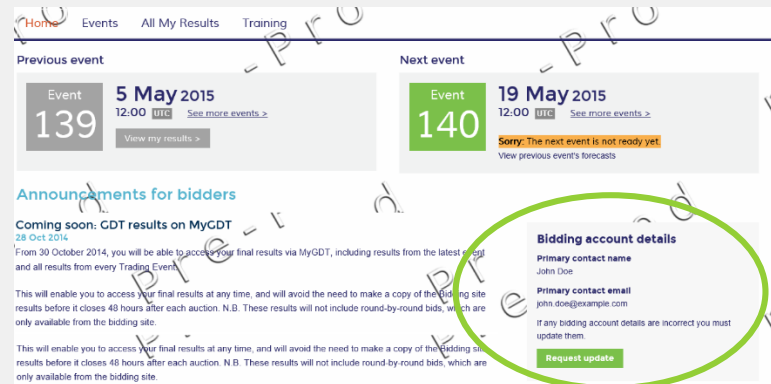 Home Events All My Results Training
Previous event
Event
139
5 May 2015
12:00 UTC See more events >
View my results >
Next event
Event
140
19 May 2015
12:00 UTC See more events >
Sorry: The next event is not ready yet.
View previous event's forecasts
Announcements for bidders
Coming soon: GDT results on MyGDT
28 Oct 2014
From 30 October 2014, you will be able to access your final results via MyGDT, including results from the latest event
and all results from every Trading Event.
This will enable you to access your final results at any time, and will avoid the need to make a copy of the Bidding site
results before it closes 48 hours after each auction. N.B. These results will not include round-by-round bids, which are
only available from the bidding site.
This will enable you to access your final results at any time, and will avoid the need to make a copy of the Bidding site
results before it closes 48 hours after each auction. N.B. These results will not include round-by-round bids, which are
only available from the bidding site.
Bidding account details
Primary contact name
John Doe
Primary contact email
john.doe@example.com
If any bidding account details are incorrect you must
update them.
Request update